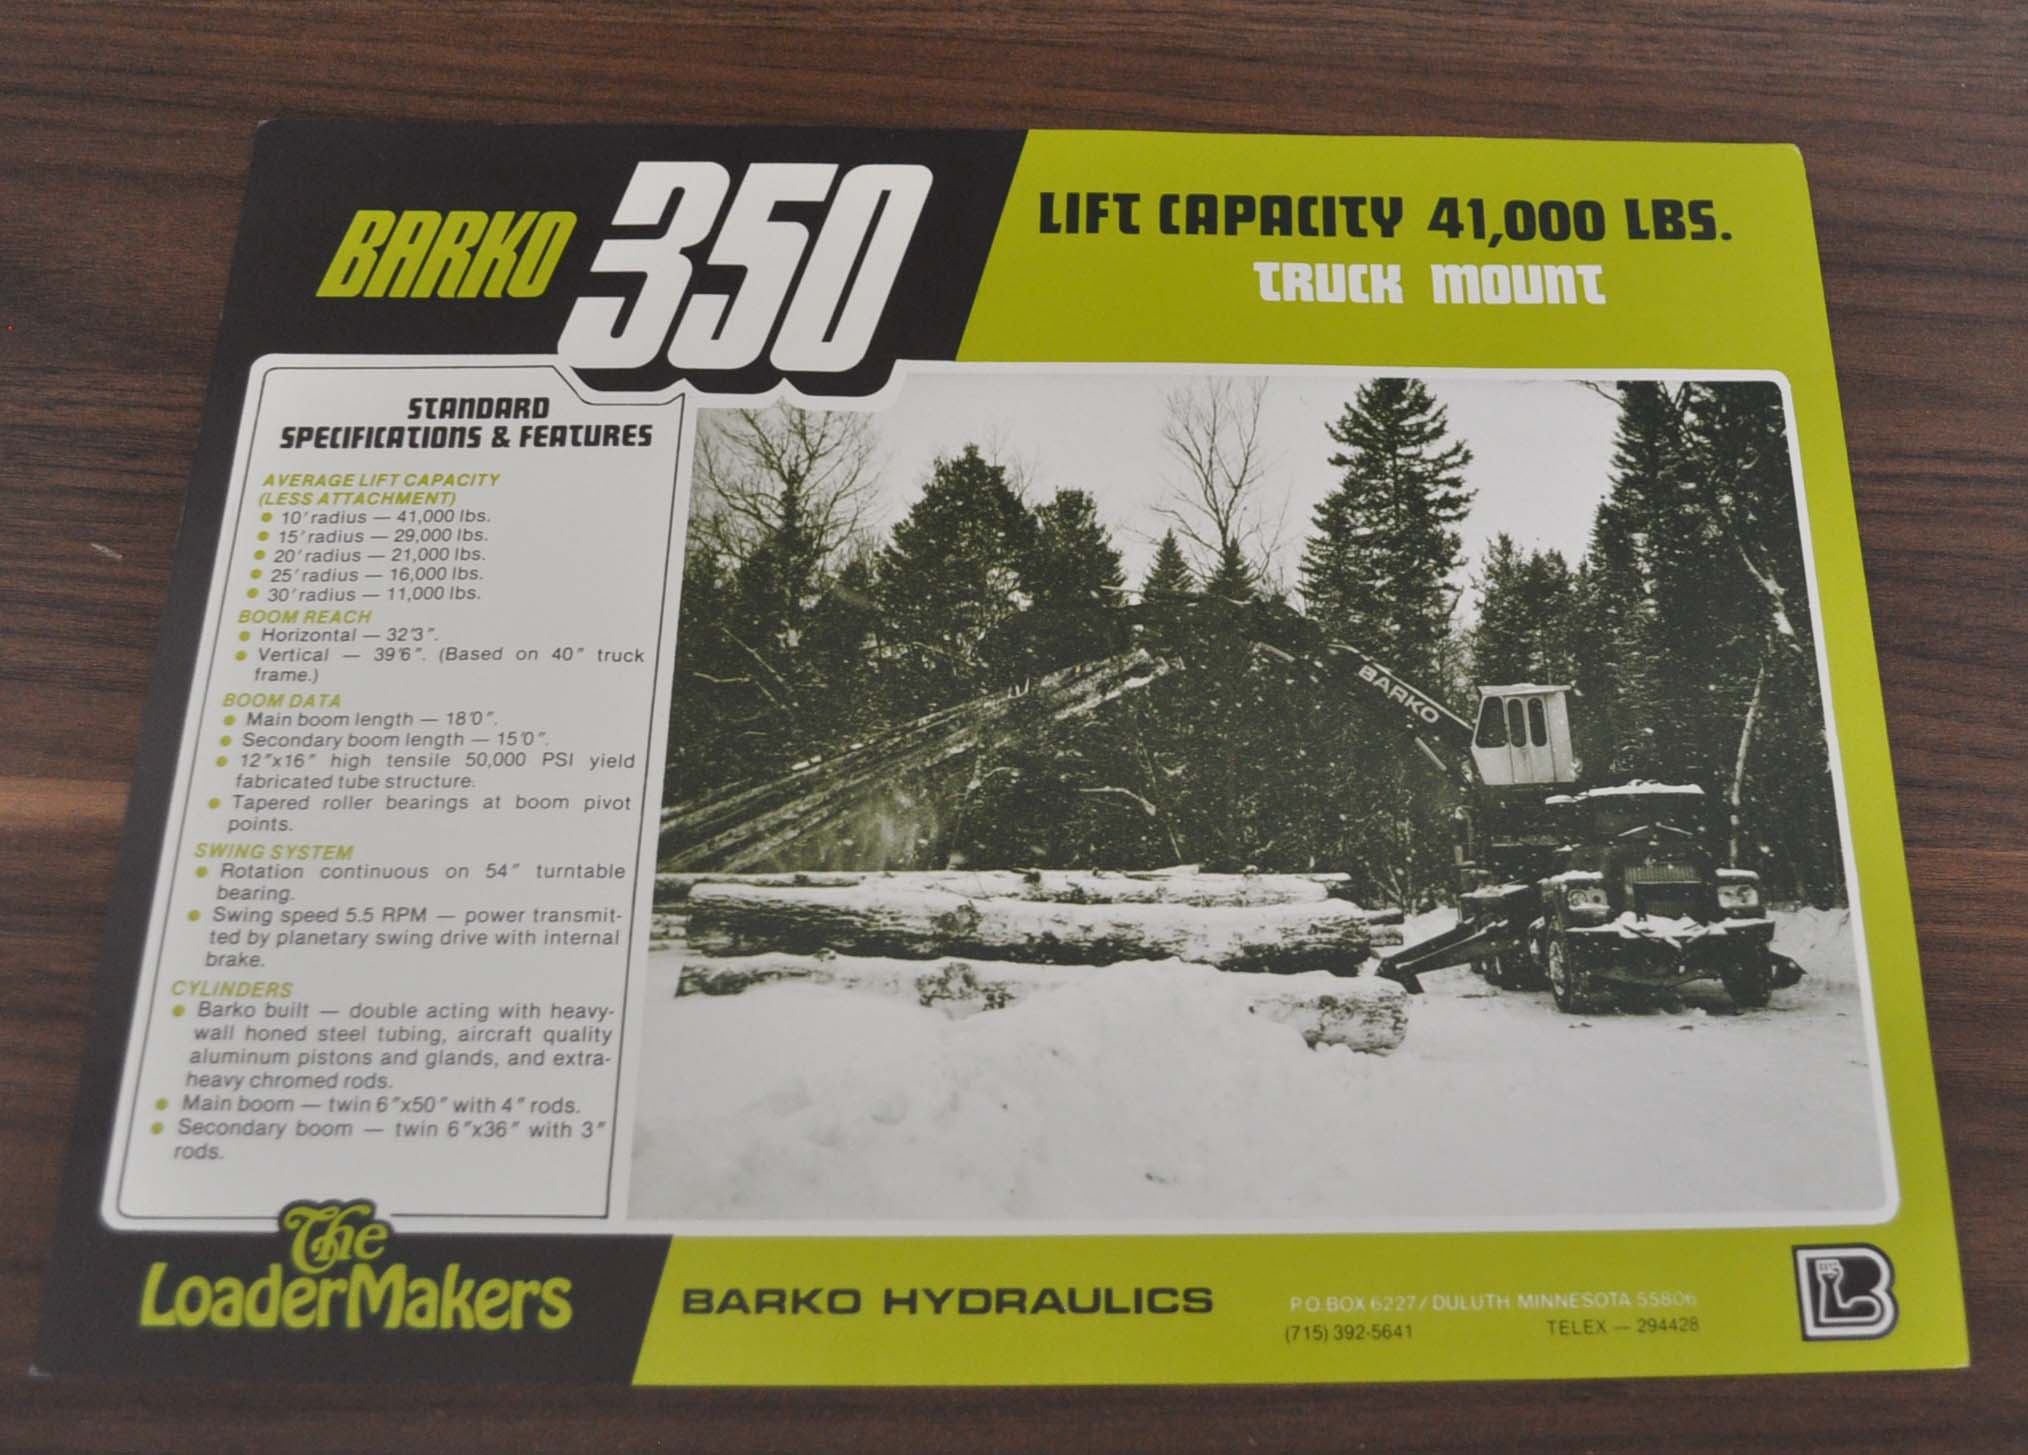 BARKO 350
LIFT CAPACITY 41,000 LBS.
TRUCK MOUNT
STANDARD
SPECIFICATIONS & FEATURES
AVERAGE LIFT CAPACITY
(LESS ATTACHMENT)
● 10′ radius — 41,000 lbs.
● 15′ radius — 29,000 lbs.
● 20′ radius — 21,000 lbs.
● 25′ radius — 16,000 lbs.
● 30′ radius — 11,000 lbs.
BOOM REACH
● Horizontal — 32′3″.
● Vertical — 39′6″. (Based on 40″ truck
frame.)
BOOM DATA
● Main boom length — 18′0″.
● Secondary boom length — 15′0″.
● 12″x16″ high tensile 50,000 PSI yield
fabricated tube structure.
● Tapered roller bearings at boom pivot
points.
SWING SYSTEM
● Rotation continuous on 54″ turntable
bearing.
● Swing speed 5.5 RPM — power transmit-
ted by planetary swing drive with internal
brake.
CYLINDERS
● Barko built — double acting with heavy-
wall honed steel tubing, aircraft quality
aluminum pistons and glands, and extra-
heavy chromed rods.
● Main boom — twin 6″x50″ with 4″ rods.
● Secondary boom — twin 6″x36″ with 3″
rods.
BARKO
The
LoaderMakers
BARKO HYDRAULICS
P.O. BOX 6227 / DULUTH MINNESOTA 55806
(715) 392-5641 TELEX — 294428
B